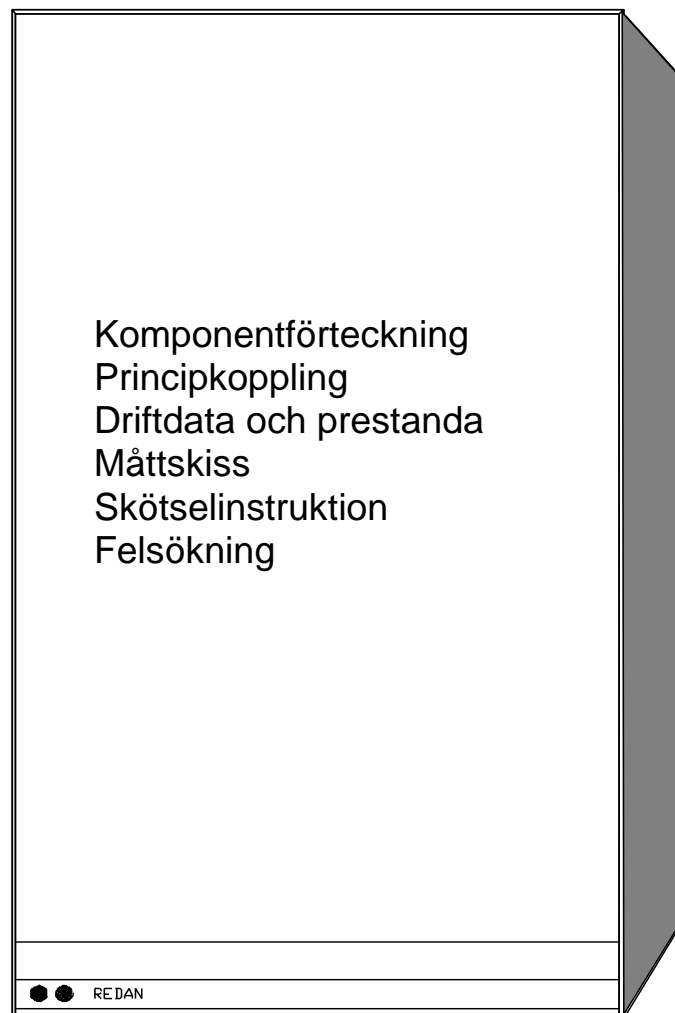 Komponentförteckning
Principkoppling
Driftdata och prestanda
Måttskiss
Skötselinstruktion
Felsökning
REDAN